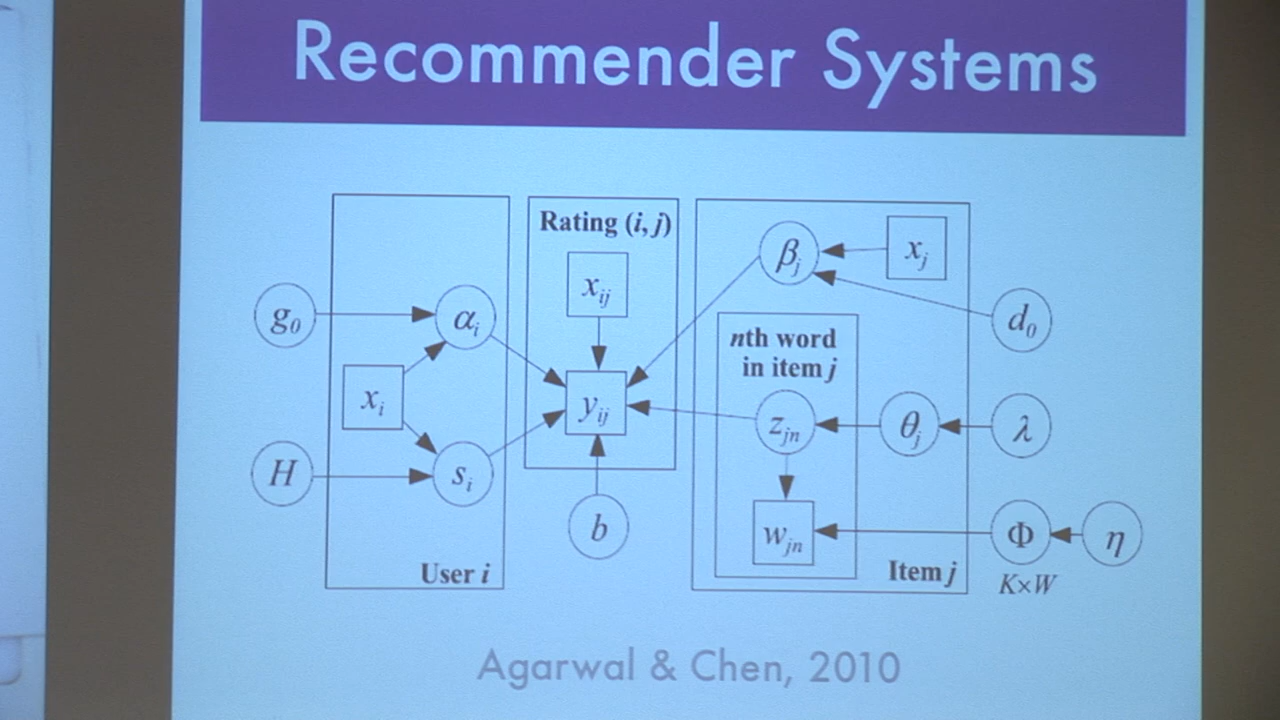 Recommender Systems
Rating (i, j)
x_ij
β_j
x_j
g_0
α_i
d_0
nth word
in item j
x_i
y_ij
z_jn
θ_j
λ
H
s_i
b
w_jn
Φ
η
User i
Item j
K×W
Agarwal & Chen, 2010